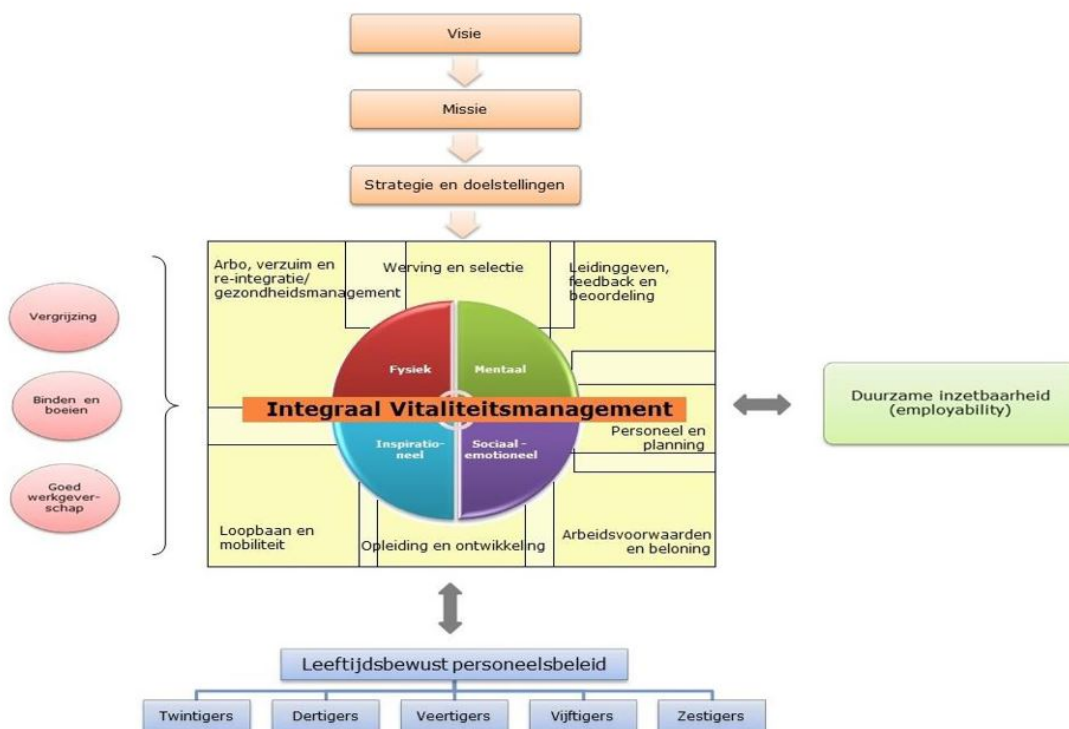 Visie
Missie
Strategie en doelstellingen
Arbo, verzuim en
re-integratie/
gezondheidsmanagement
Werving en selectie
Leidinggeven,
feedback en
beoordeling
Vergrijzing
Binden en
boeien
Goed
werkgever-
schap
Fysiek
Mentaal
Integraal Vitaliteitsmanagement
Inspiratio-
neel
Sociaal -
emotioneel
Personeel en
planning
Loopbaan en
mobiliteit
Opleiding en ontwikkeling
Arbeidsvoorwaarden
en beloning
Duurzame inzetbaarheid
(employability)
Leeftijdsbewust personeelsbeleid
Twintigers
Dertigers
Veertigers
Vijftigers
Zestigers